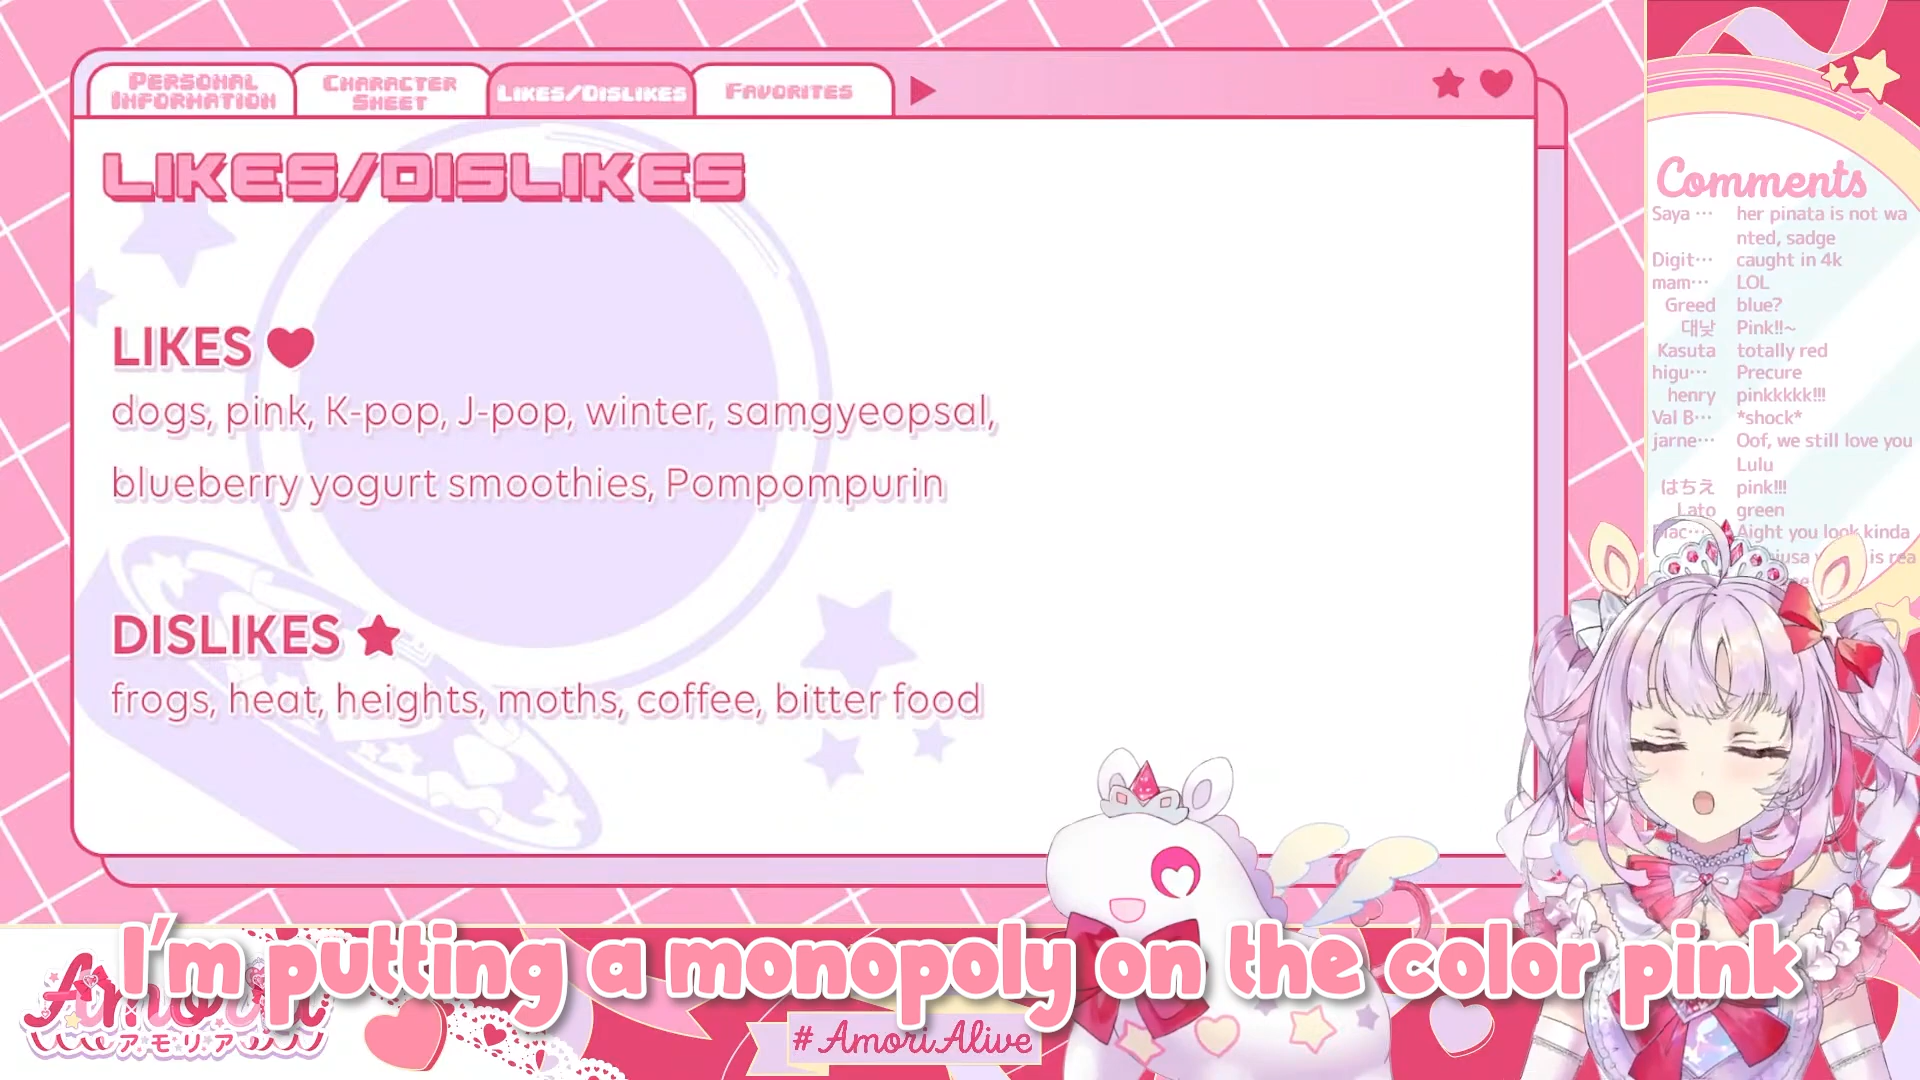 PERSONAL
INFORMATION
CHARACTER
SHEET
LIKES/DISLIKES
FAVORITES
LIKES/DISLIKES
LIKES
dogs, pink, K-pop, J-pop, winter, samgyeopsal,
blueberry yogurt smoothies, Pompompurin
DISLIKES
frogs, heat, heights, moths, coffee, bitter food
Comments
Saya … her pinata is not wa
nted, sadge
Digit… caught in 4k
mam… LOL
Greed blue?
대낮 Pink!!~
Kasuta totally red
higu… Precure
henry pinkkkkk!!!
Val B… *shock*
jarne… Oof, we still love you
Lulu
はちえ pink!!!
Lato green
Aight you look kinda
is rea
I'm putting a monopoly on the color pink
アモリア
#AmoriAlive